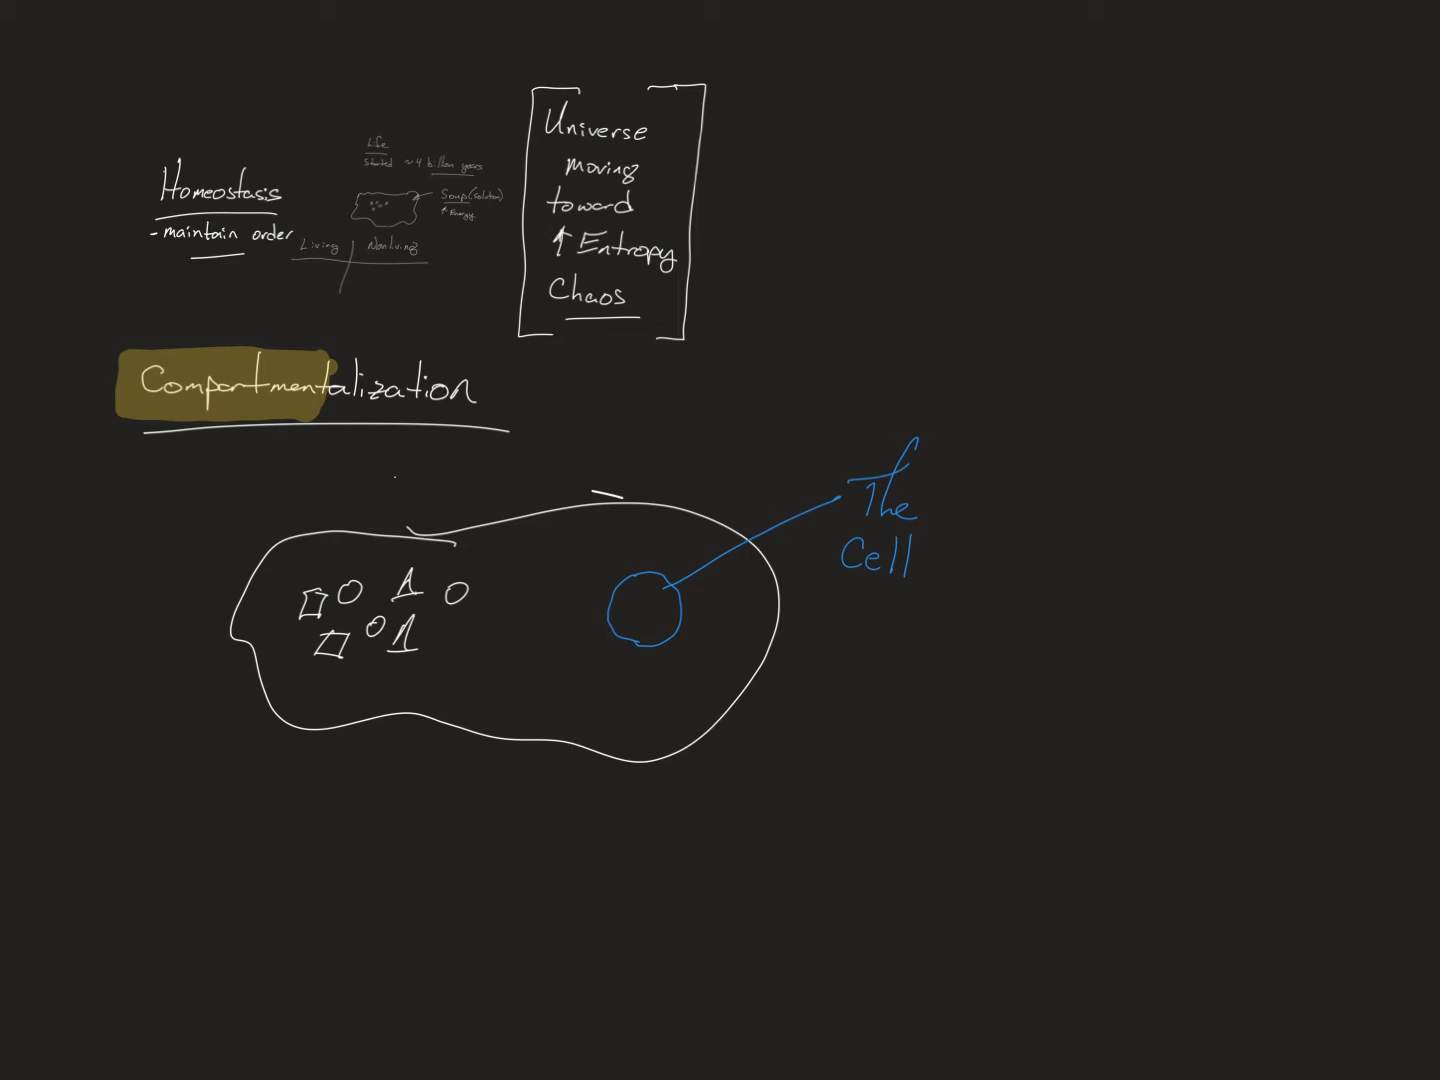 Homeostasis
- maintain order
Life
started ~4 billion years
Soup (solution)
↑ Energy
Living | Nonliving
Universe
moving
toward
↑ Entropy
Chaos
Compartmentalization
The
Cell